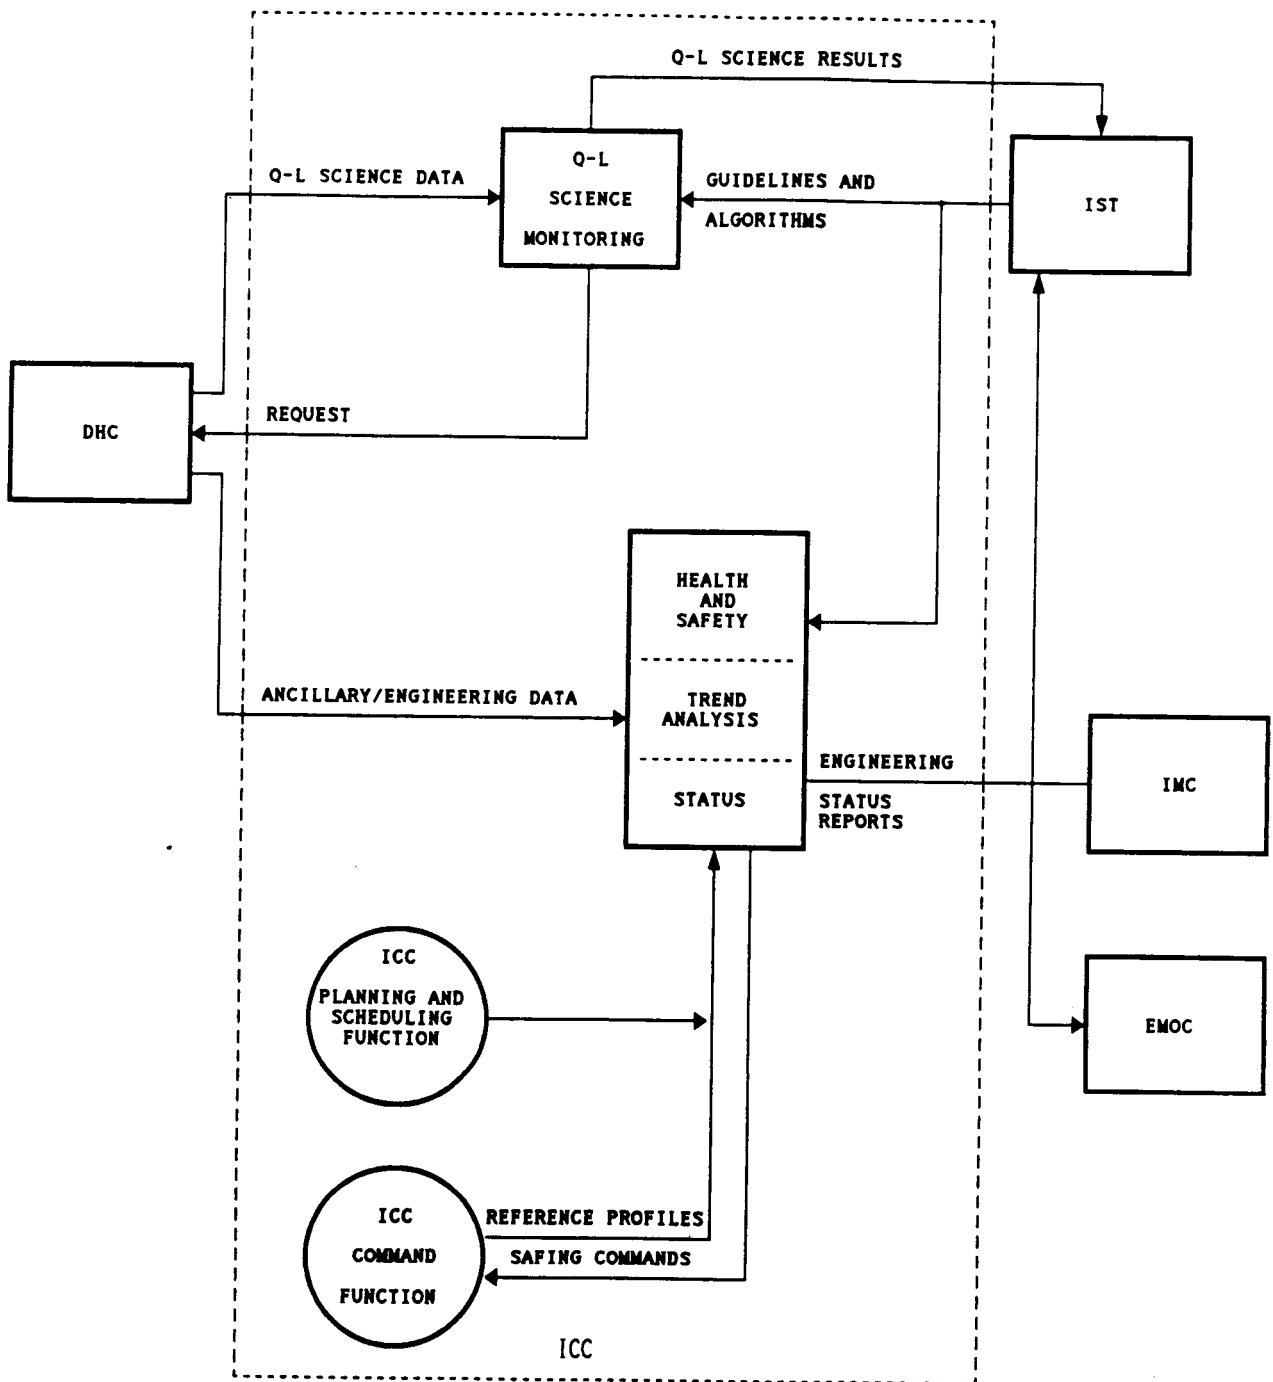 Q-L SCIENCE RESULTS
Q-L
SCIENCE
MONITORING
Q-L SCIENCE DATA
GUIDELINES AND
ALGORITHMS
IST
DHC
REQUEST
HEALTH
AND
SAFETY
TREND
ANALYSIS
STATUS
ANCILLARY/ENGINEERING DATA
ENGINEERING
STATUS
REPORTS
IMC
ICC
PLANNING AND
SCHEDULING
FUNCTION
EMOC
ICC
COMMAND
FUNCTION
REFERENCE PROFILES
SAFING COMMANDS
ICC